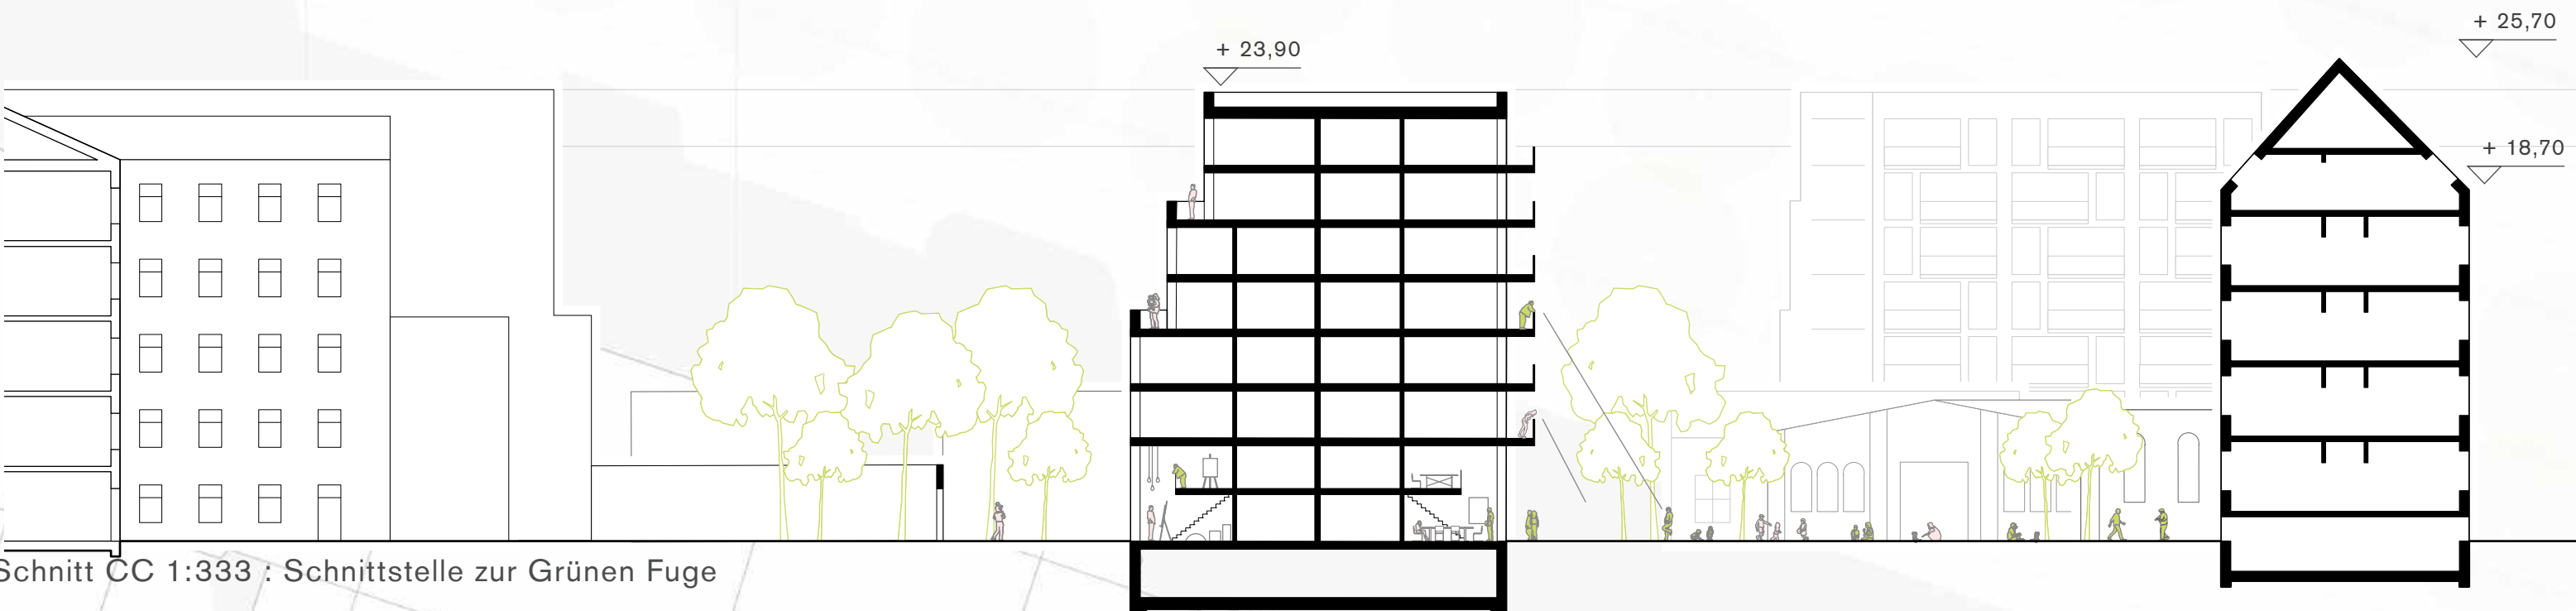 + 25,70
+ 23,90
+ 18,70
Schnitt CC 1:333 : Schnittstelle zur Grünen Fuge